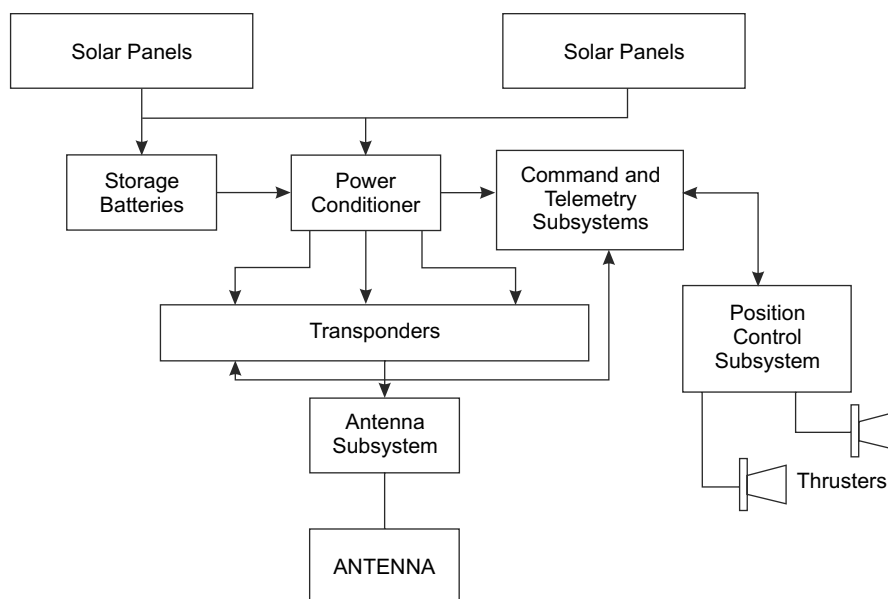 Solar Panels
Solar Panels
Storage
Batteries
Power
Conditioner
Command and
Telemetry
Subsystems
Transponders
Position
Control
Subsystem
Antenna
Subsystem
Thrusters
ANTENNA